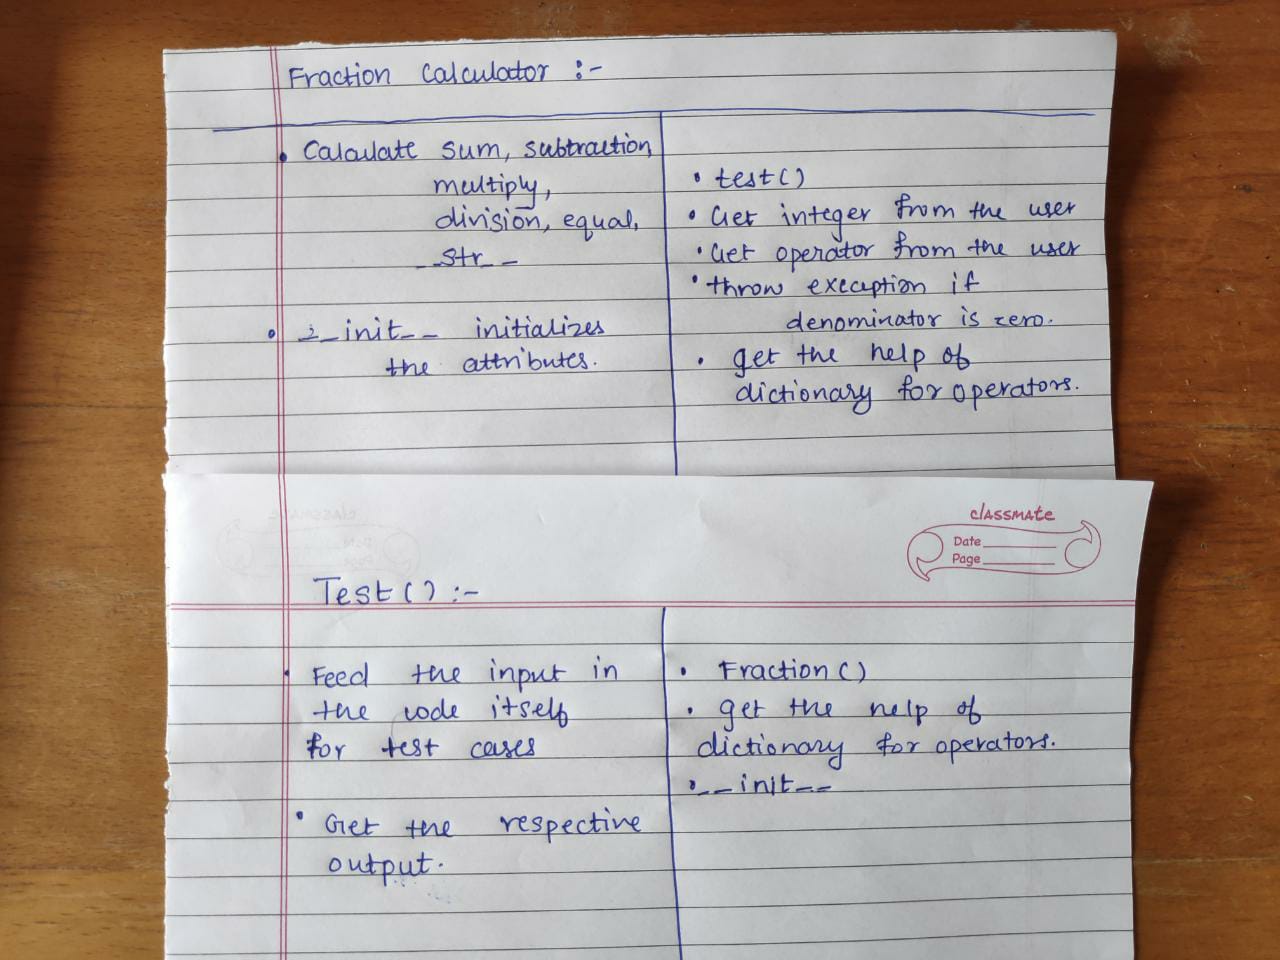 Fraction Calculator :-
• Calculate sum, subtraction,
multiply,
division, equal,
__str__
• __init__ initializes
the attributes.
• test()
• Get integer from the user
• Get operator from the user
• throw exeception if
denominator is zero.
• get the help of
dictionary for operators.
classmate
Date
Page
Test() :-
• Feed the input in
the code itself
for test cases
• Get the respective
output.
• Fraction()
• get the help of
dictionary for operators.
• __init__